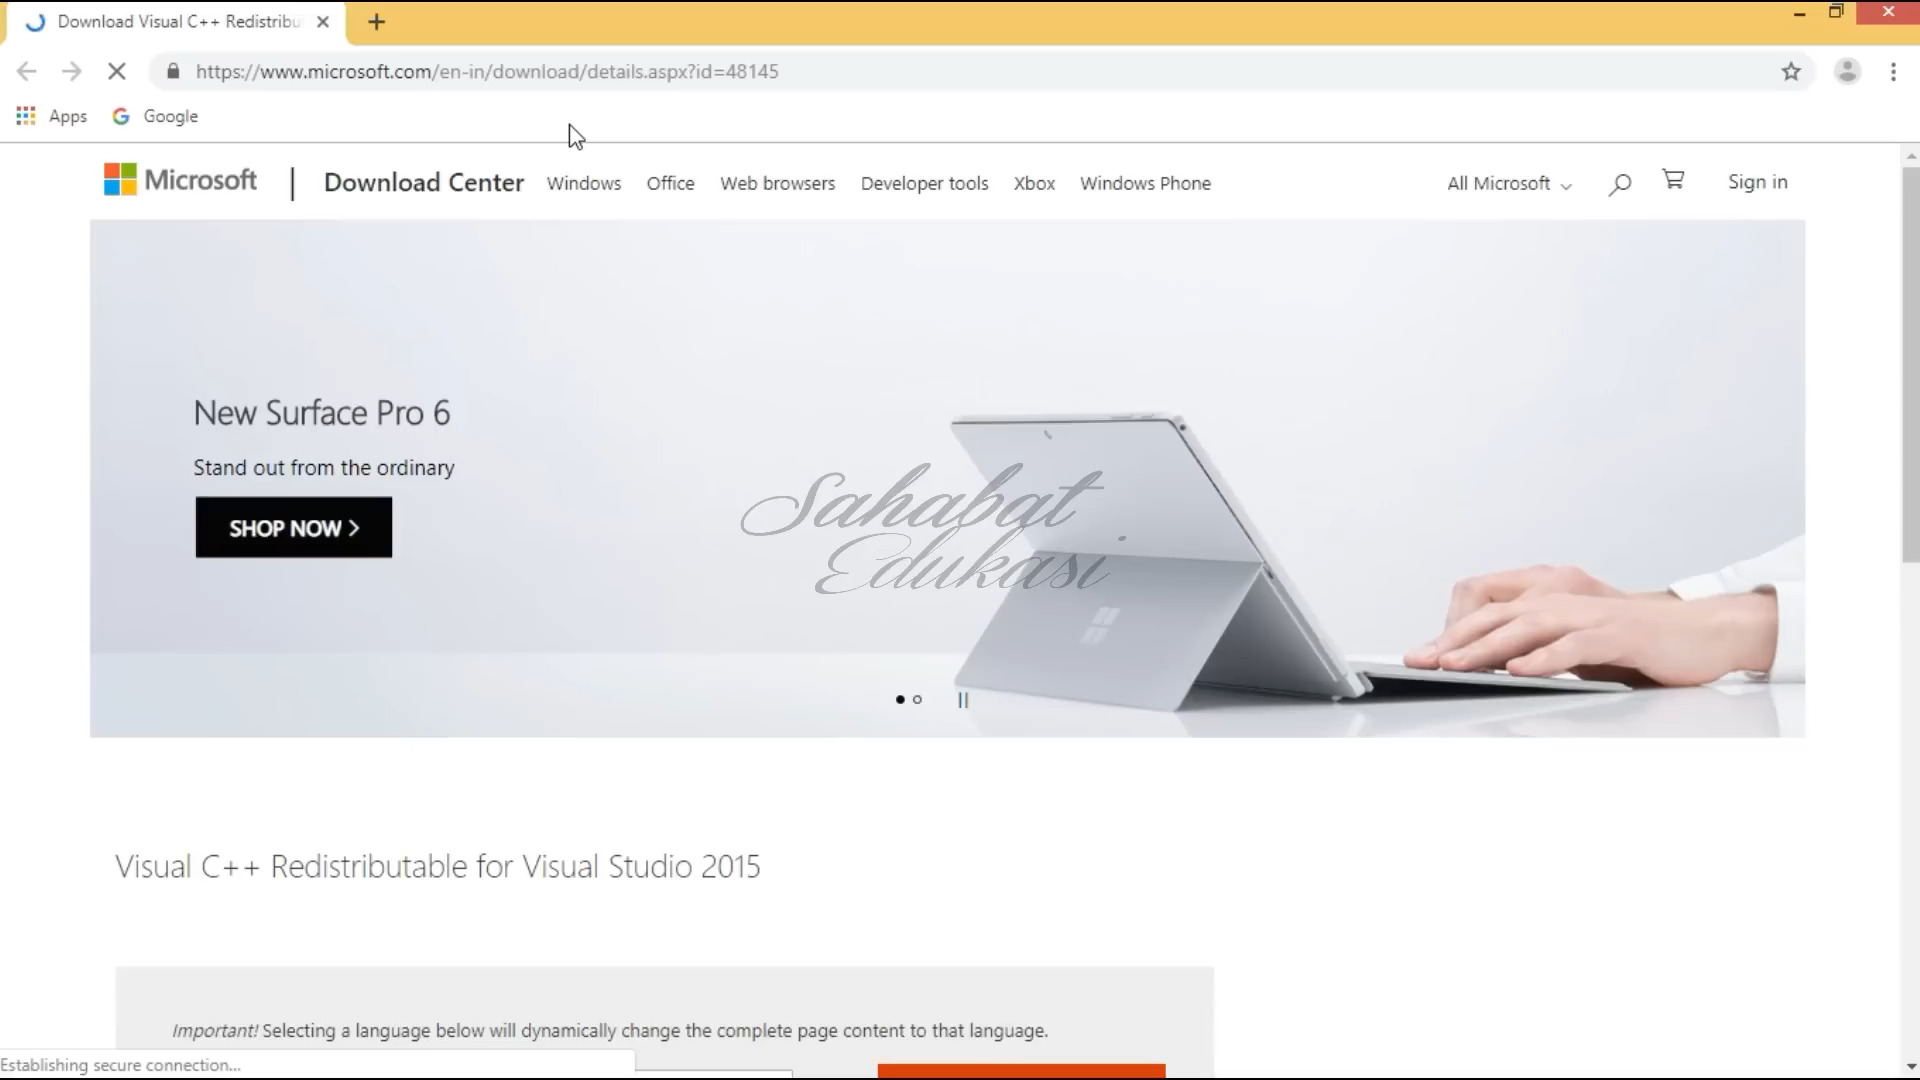 Download Visual C++ Redistribu
https://www.microsoft.com/en-in/download/details.aspx?id=48145
Apps Google
Microsoft | Download Center Windows Office Web browsers Developer tools Xbox Windows Phone All Microsoft Sign in
New Surface Pro 6
Stand out from the ordinary
SHOP NOW >
Sahabat
Edukasi
Visual C++ Redistributable for Visual Studio 2015
Important! Selecting a language below will dynamically change the complete page content to that language.
Establishing secure connection...